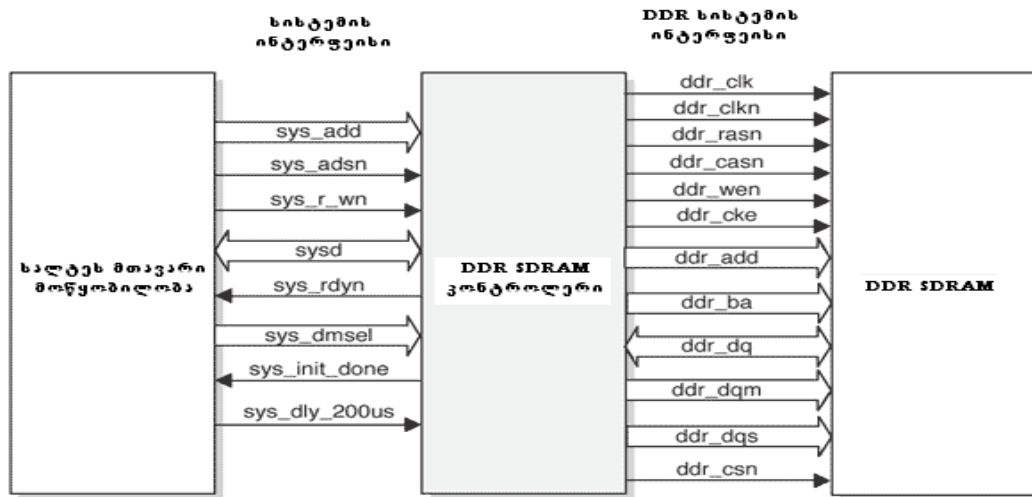 სისტემის
ინტერფეისი
DDR სისტემის
ინტერფეისი
სალტეს მთავარი
მოწყობილობა
sys_add
sys_adsn
sys_r_wn
sysd
sys_rdyn
sys_dmsel
sys_init_done
sys_dly_200us
DDR SDRAM
კონტროლერი
ddr_clk
ddr_clkn
ddr_rasn
ddr_casn
ddr_wen
ddr_cke
ddr_add
ddr_ba
ddr_dq
ddr_dqm
ddr_dqs
ddr_csn
DDR SDRAM